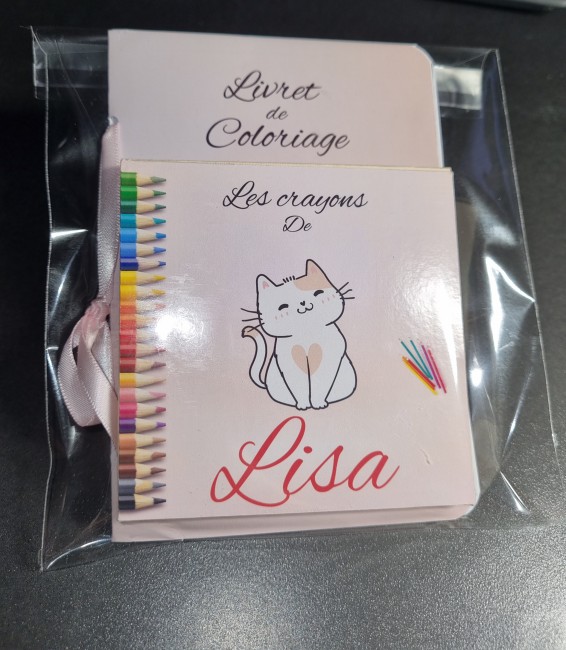 Livret
de
Coloriage
Les crayons
De
Lisa